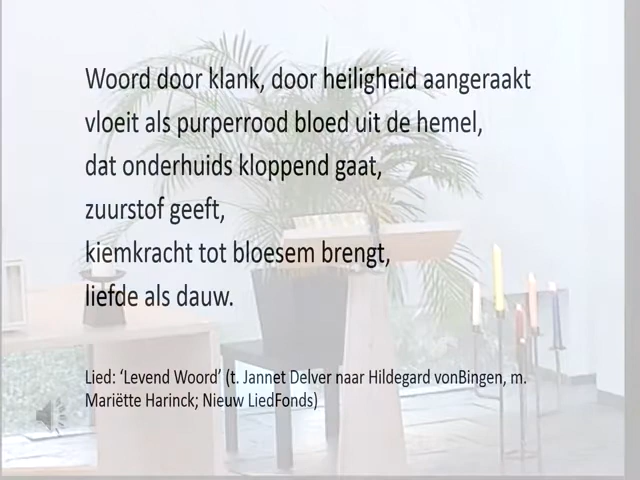 Woord door klank, door heiligheid aangeraakt
vloeit als purperrood bloed uit de hemel,
dat onderhuids kloppend gaat,
zuurstof geeft,
kiemkracht tot bloesem brengt,
liefde als dauw.
Lied: ‘Levend Woord’ (t. Jannet Delver naar Hildegard vonBingen, m.
Mariëtte Harinck; Nieuw LiedFonds)